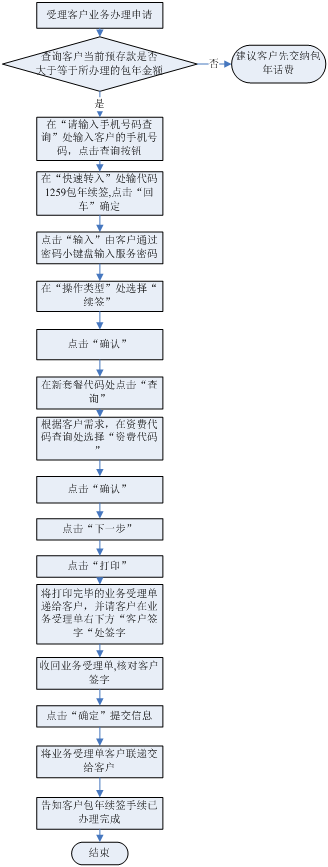 受理客户业务办理申请
查询客户当前预存款是否
大于等于所办理的包年金额
否
建议客户先交纳包
年话费
是
在“请输入手机号码查
询”处输入客户的手机号
码，点击查询按钮
在“快速转入”处输代码
1259包年续签,点击“回
车”确定
点击“输入”由客户通过
密码小键盘输入服务密码
在“操作类型”处选择“
续签”
点击“确认”
在新套餐代码处点击“查
询”
根据客户需求，在资费代
码查询处选择“资费代码
”
点击“确认”
点击“下一步”
点击“打印”
将打印完毕的业务受理单
递给客户，并请客户在业
务受理单右下方“客户签
字“处签字
收回业务受理单,核对客户
签字
点击“确定”提交信息
将业务受理单客户联递交
给客户
告知客户包年续签手续已
办理完成
结束